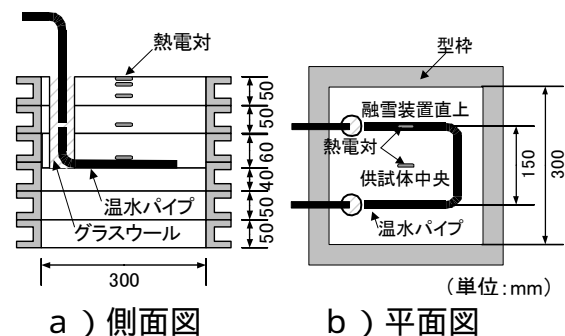 熱電対
50
50
60
40
50
50
温水パイプ
グラスウール
300
a）側面図
型枠
融雪装置直上
熱電対
供試体中央
温水パイプ
150
300
（単位：mm）
b）平面図